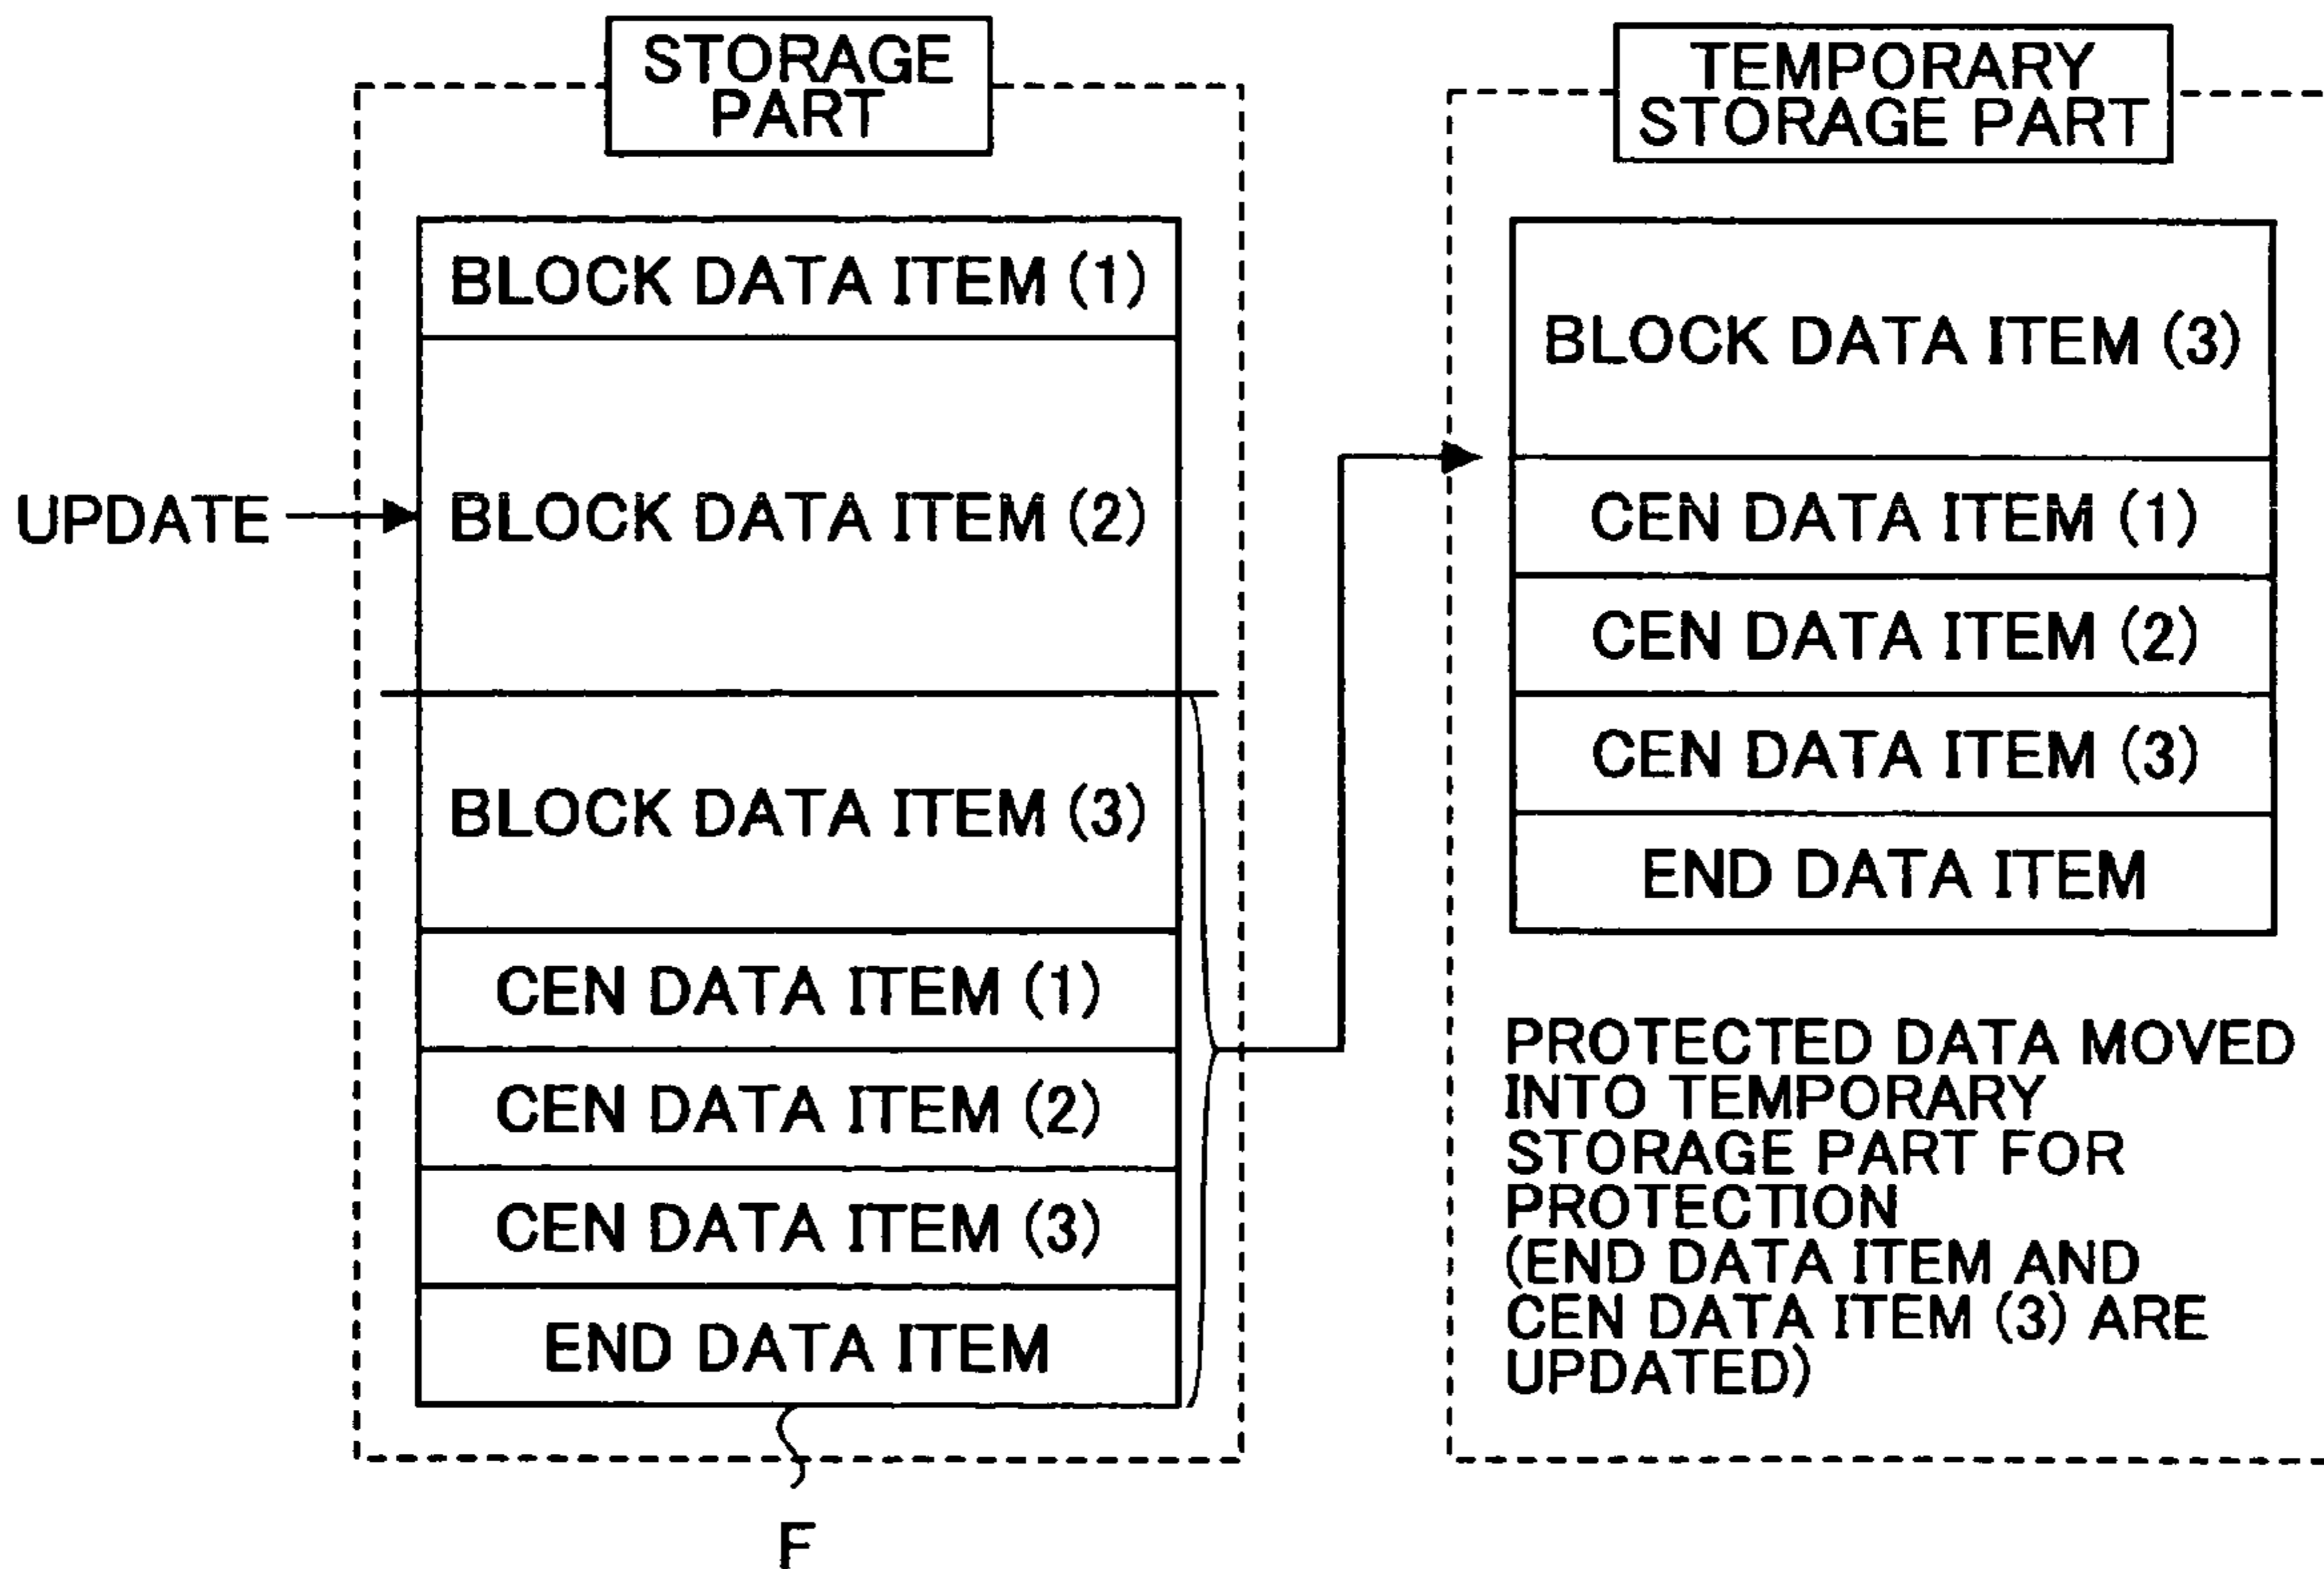 STORAGE
PART
UPDATE
BLOCK DATA ITEM (1)
BLOCK DATA ITEM (2)
BLOCK DATA ITEM (3)
CEN DATA ITEM (1)
CEN DATA ITEM (2)
CEN DATA ITEM (3)
END DATA ITEM
F
TEMPORARY
STORAGE PART
BLOCK DATA ITEM (3)
CEN DATA ITEM (1)
CEN DATA ITEM (2)
CEN DATA ITEM (3)
END DATA ITEM
PROTECTED DATA MOVED
INTO TEMPORARY
STORAGE PART FOR
PROTECTION
(END DATA ITEM AND
CEN DATA ITEM (3) ARE
UPDATED)